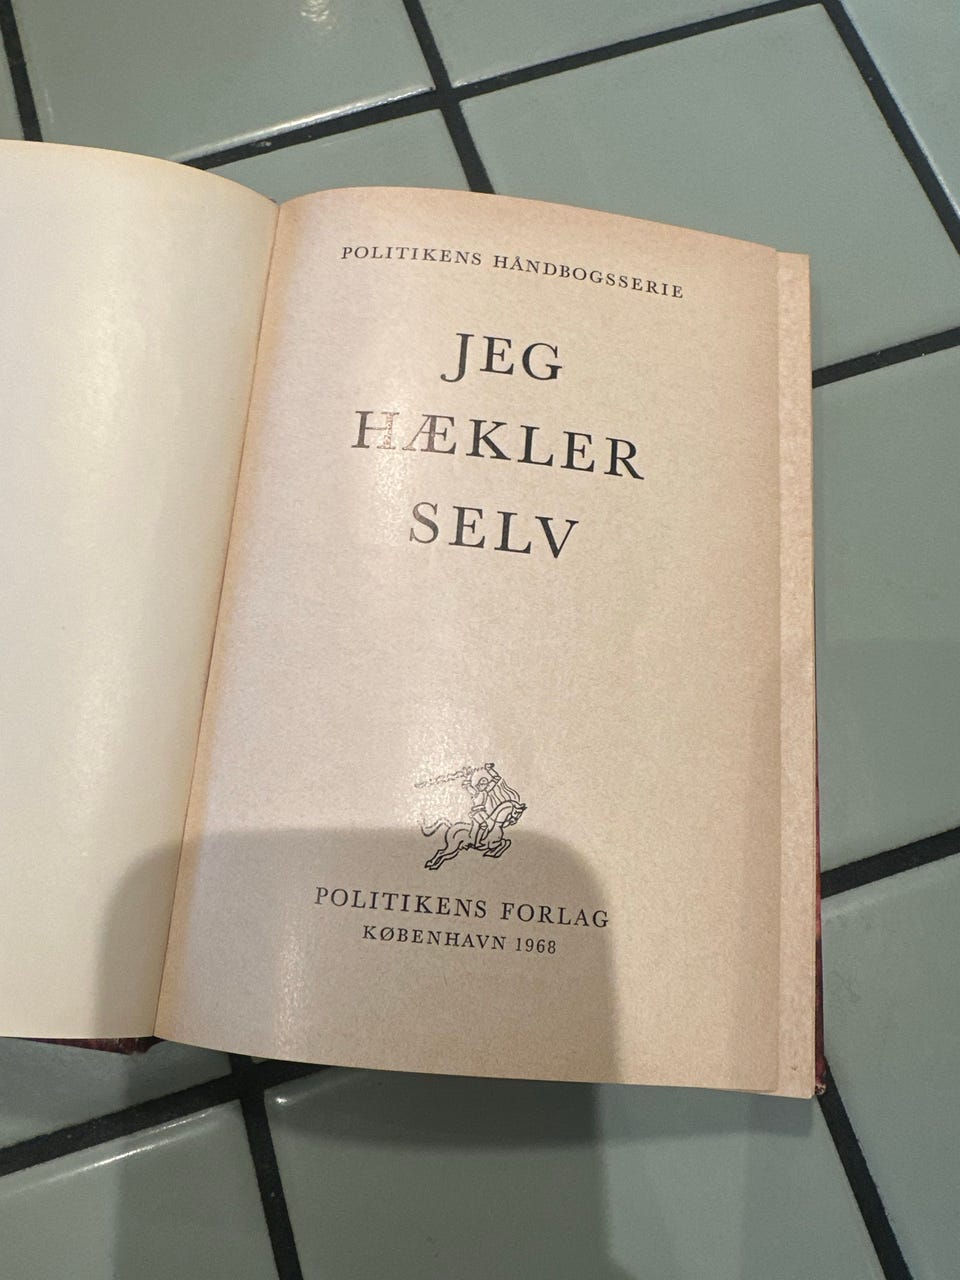 POLITIKENS HÅNDBOGSSERIE
JEG
HÆKLER
SELV
POLITIKENS FORLAG
KØBENHAVN 1968